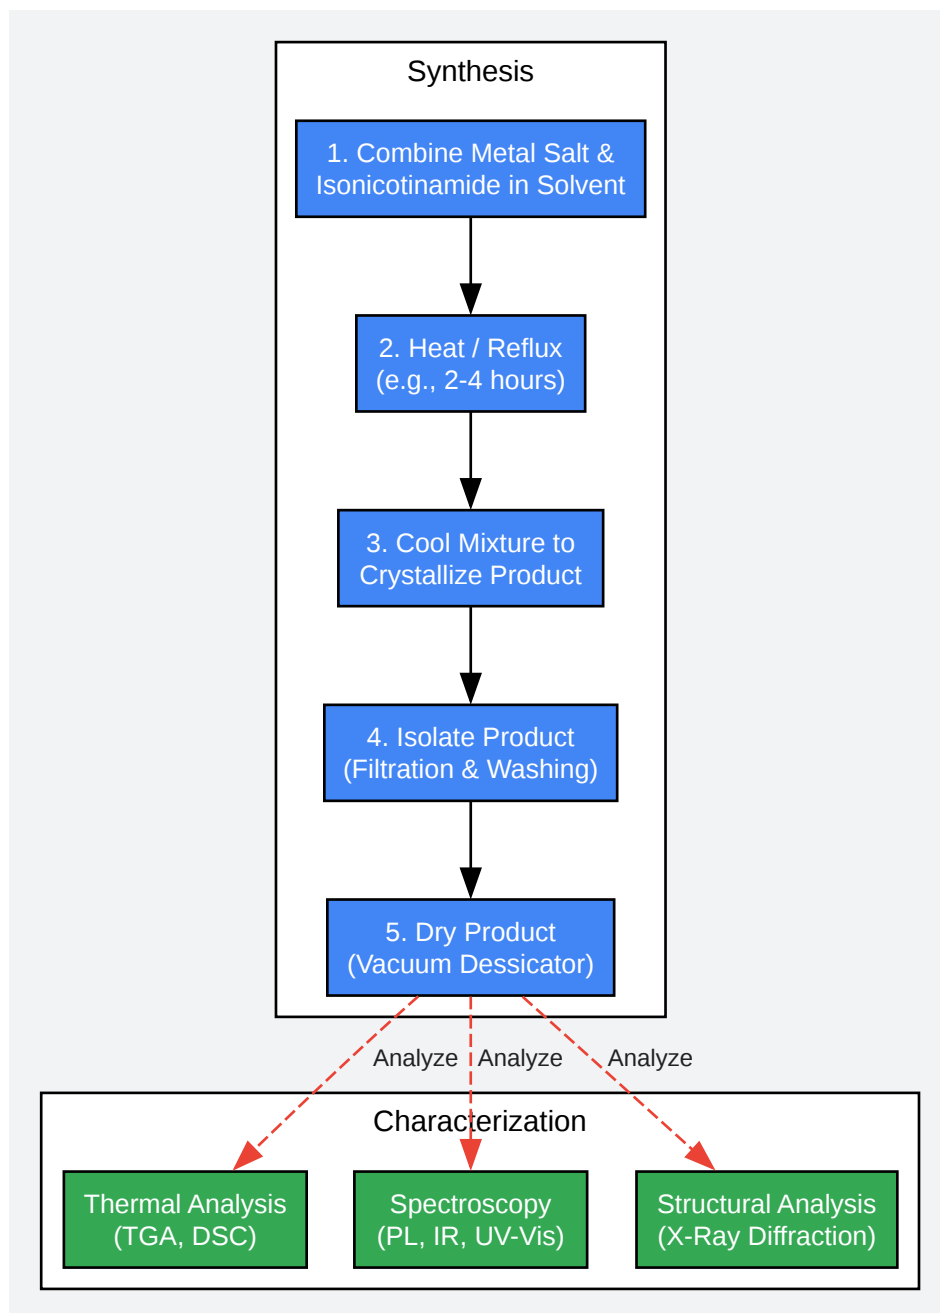 Synthesis
1. Combine Metal Salt &
Isonicotinamide in Solvent
2. Heat / Reflux
(e.g., 2-4 hours)
3. Cool Mixture to
Crystallize Product
4. Isolate Product
(Filtration & Washing)
5. Dry Product
(Vacuum Dessicator)
Analyze
Analyze
Analyze
Characterization
Thermal Analysis
(TGA, DSC)
Spectroscopy
(PL, IR, UV-Vis)
Structural Analysis
(X-Ray Diffraction)